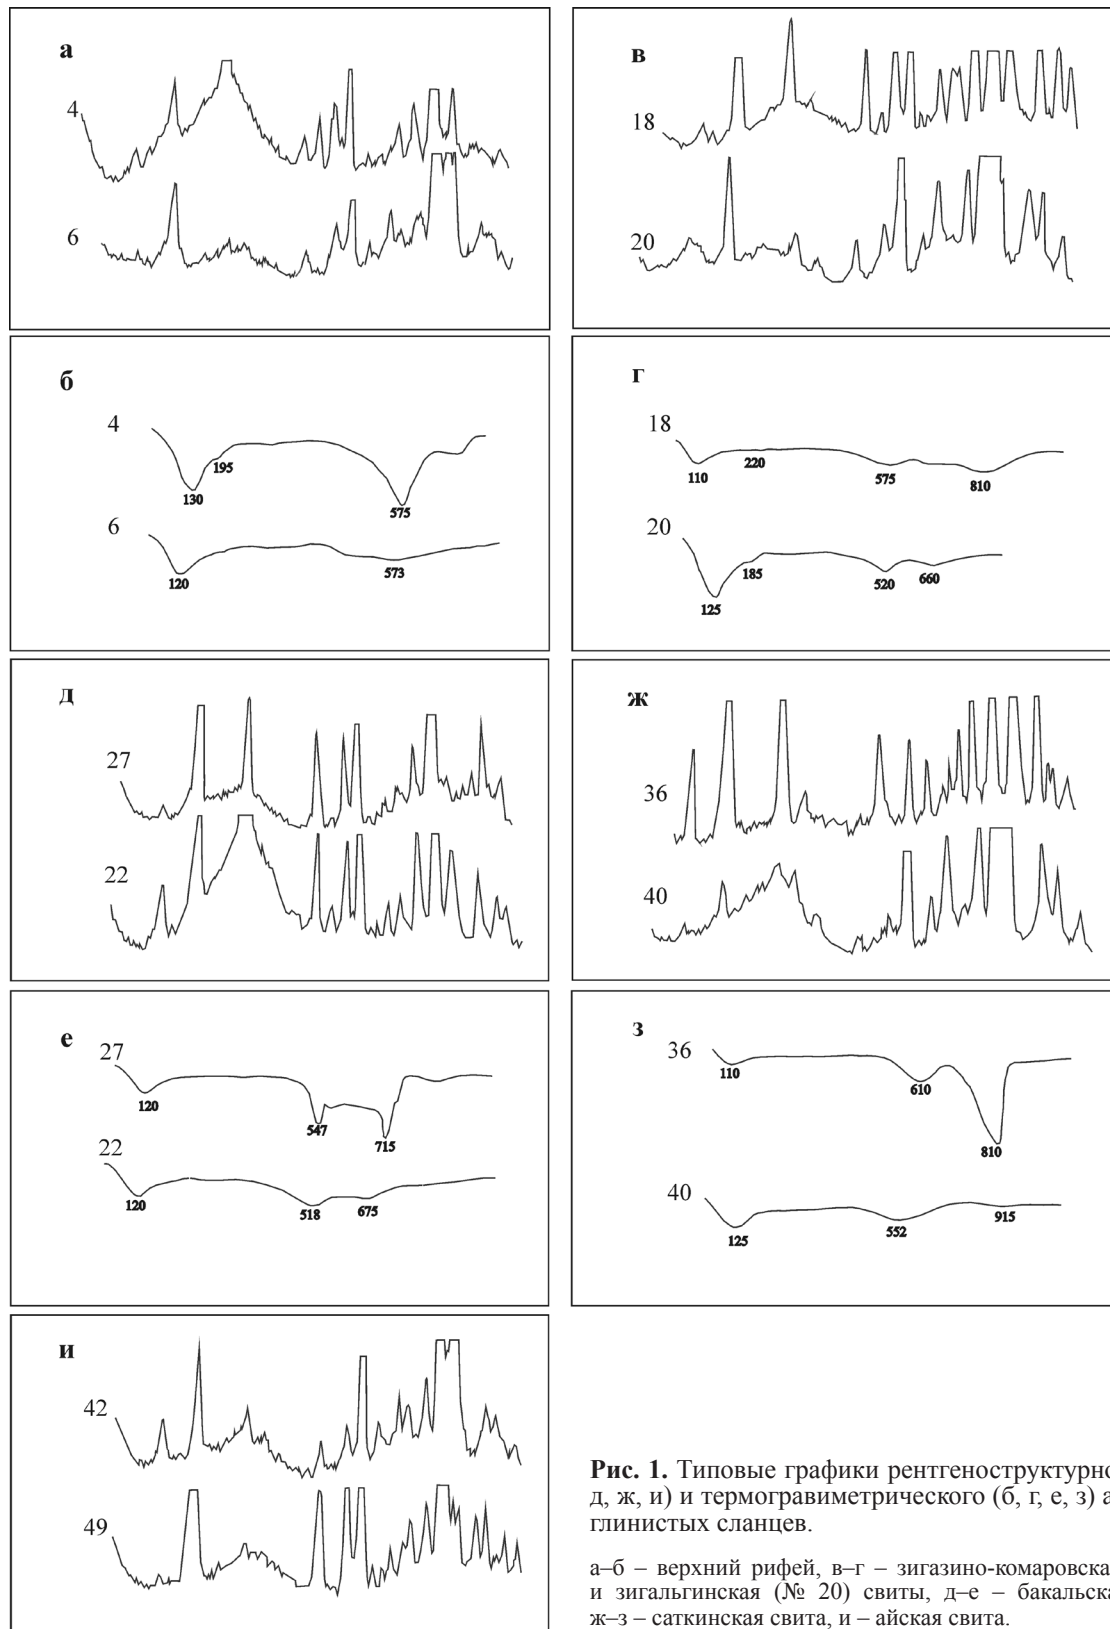 а
4
6
в
18
20
б
4
195
130
575
6
120
573
г
18
110
220
575
810
20
125
185
520
660
д
27
22
ж
36
40
е
27
120
547
715
22
120
518
675
з
36
110
610
810
40
125
552
915
и
42
49
Рис. 1. Типовые графики рентгеноструктурно
д, ж, и) и термогравиметрического (б, г, е, з) а
глинистых сланцев.
а–б – верхний рифей, в–г – зигазино-комаровска
и зигальгинская (№ 20) свиты, д–е – бакальска
ж–з – саткинская свита, и – айская свита.